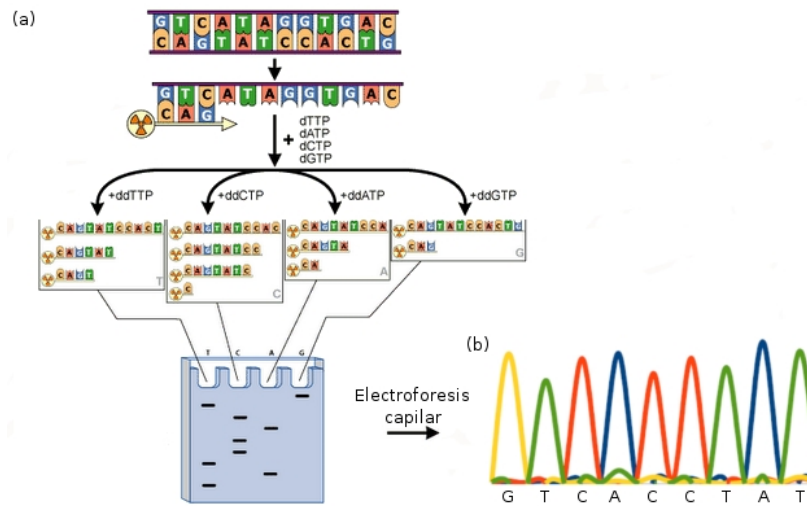 (a)
G T C A T A G G T G A C
C A G T A T C C A C T G
G T C A T A G G T G A C
C A G
+ dTTP
dATP
dCTP
dGTP
+ddTTP +ddCTP +ddATP +ddGTP
C A G T A T C C A C T
C A G T A T
C A G T
T
C A G T A T C C A C
C A G T A T C C
C A G T A T C
C
C
C A G T A T C C A
C A G T A
C A
A
C A G T A T C C A C T G
C A G
G
T C A G
Electroforesis
capilar
(b)
G T C A C C T A T